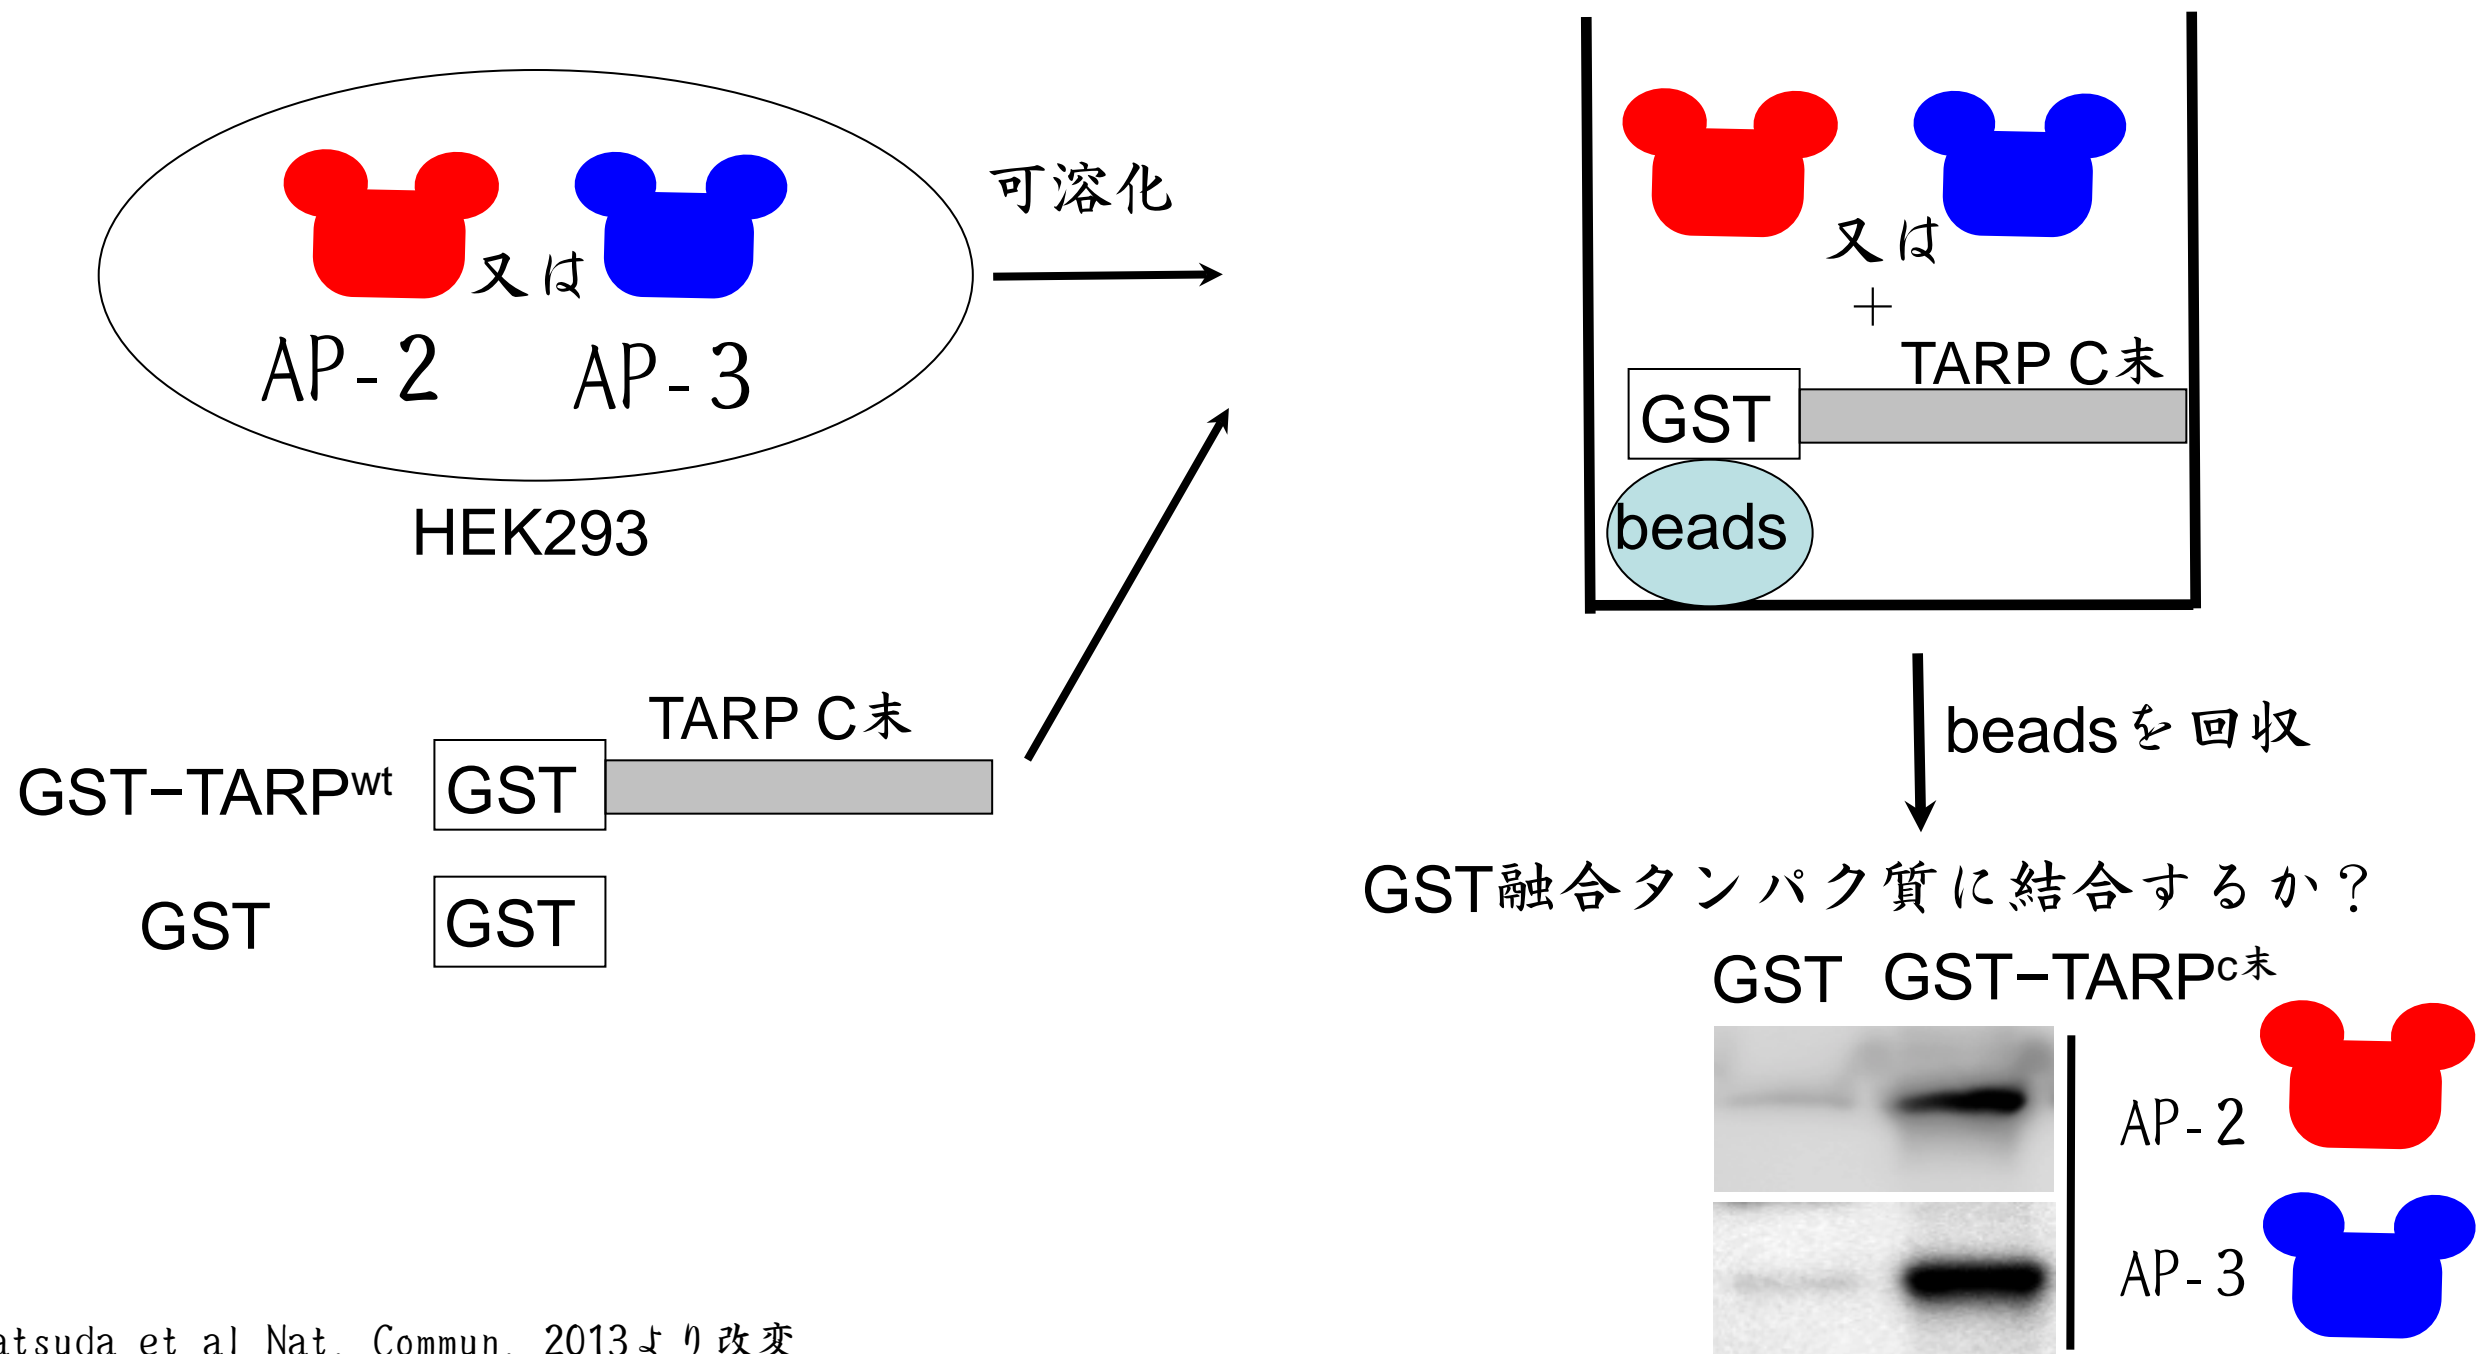 又は
AP-2
AP-3
HEK293
可溶化
又は
+
TARP C末
GST
beads
TARP C末
GST-TARPwt
GST
GST
GST
beadsを回収
GST融合タンパク質に結合するか？
GST
GST-TARPC末
AP-2
AP-3
et al Nat. Commun. 2013より改変